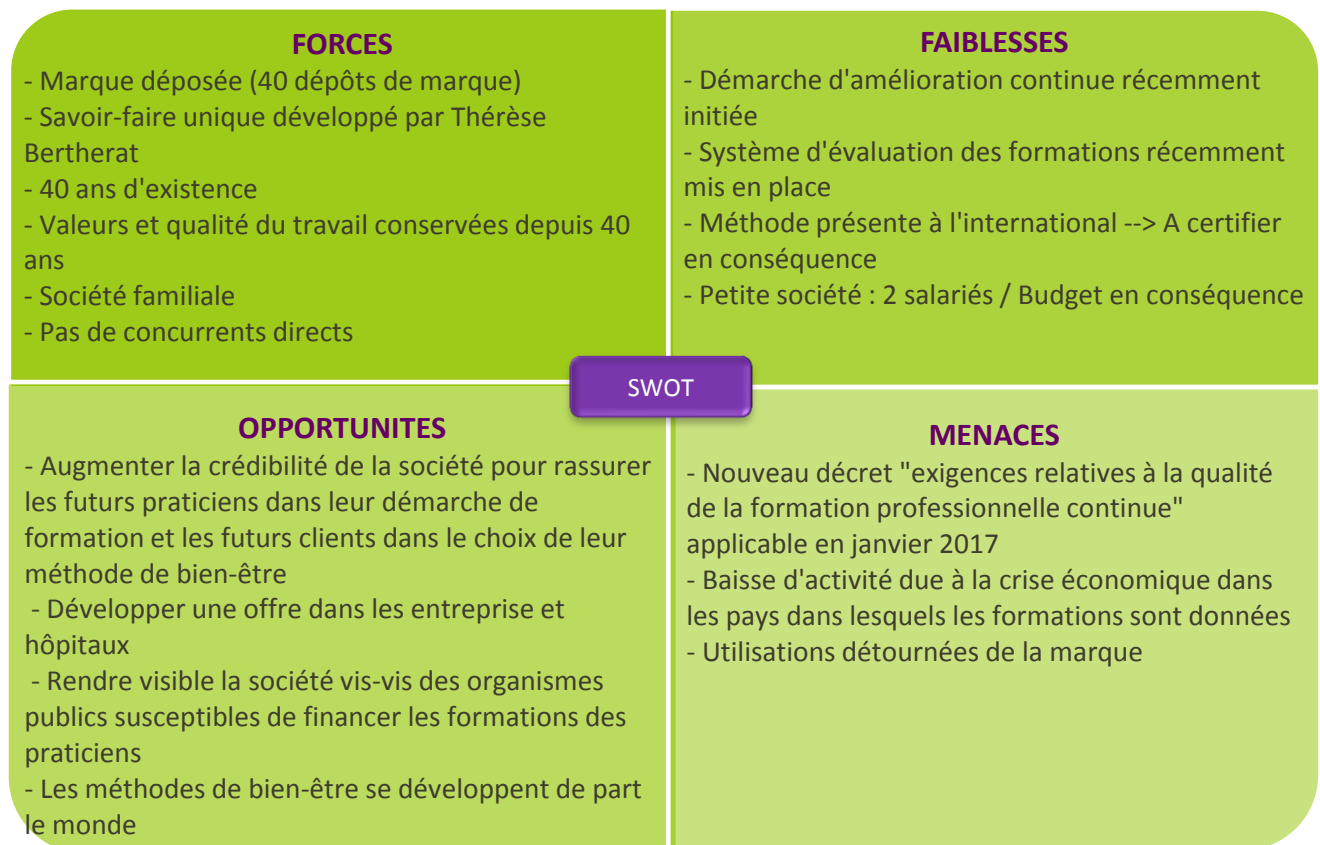 FORCES
- Marque déposée (40 dépôts de marque)
- Savoir-faire unique développé par Thérèse
Bertherat
- 40 ans d'existence
- Valeurs et qualité du travail conservées depuis 40
ans
- Société familiale
- Pas de concurrents directs
FAIBLESSES
- Démarche d'amélioration continue récemment
initiée
- Système d'évaluation des formations récemment
mis en place
- Méthode présente à l'international --> A certifier
en conséquence
- Petite société : 2 salariés / Budget en conséquence
SWOT
OPPORTUNITES
- Augmenter la crédibilité de la société pour rassurer
les futurs praticiens dans leur démarche de
formation et les futurs clients dans le choix de leur
méthode de bien-être
- Développer une offre dans les entreprise et
hôpitaux
- Rendre visible la société vis-vis des organismes
publics susceptibles de financer les formations des
praticiens
- Les méthodes de bien-être se développent de part
le monde
MENACES
- Nouveau décret "exigences relatives à la qualité
de la formation professionnelle continue"
applicable en janvier 2017
- Baisse d'activité due à la crise économique dans
les pays dans lesquels les formations sont données
- Utilisations détournées de la marque